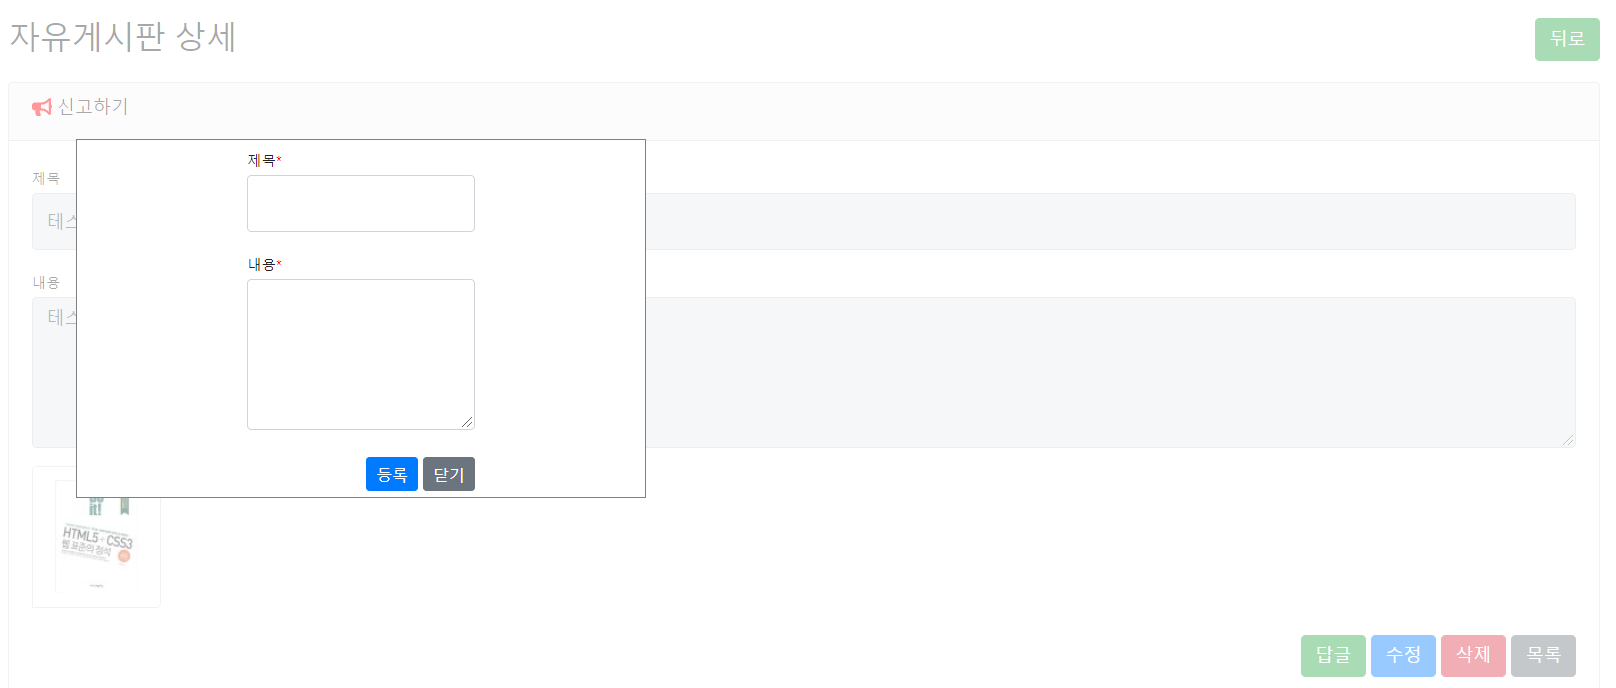 자유게시판 상세
뒤로
신고하기
제목*
제목
테스
내용*
내용
테스
등록 닫기
it!
HTML5+CSS3
웹 표준의 정석
답글 수정 삭제 목록